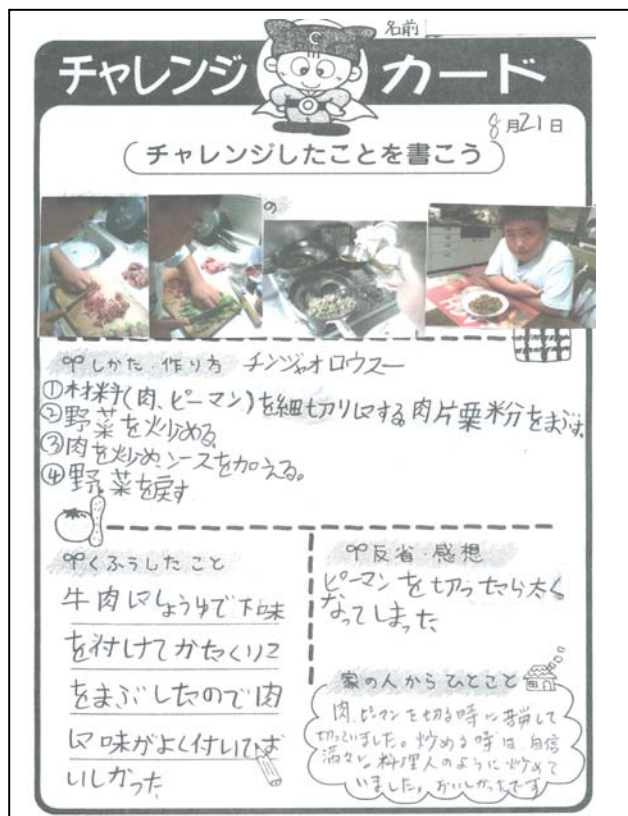 名前
C
チャレンジ カード
8月21日
チャレンジしたことを書こう
の
しかた・作り方 チンジャオロウスー
①材料(肉、ピーマン)を細切りにする肉片栗粉をまぶす。
②野菜を炒める
③肉を炒め、ソースを加える。
④野菜を戻す
くふうしたこと
牛肉にしょうゆで下味
を付けてかたくりこ
をまぶしたので肉
に味がよく付いてお
いしかった
反省・感想
ピーマンを切ったら太く
なってしまった
家の人からひとこと
肉、ピーマンを切る時に苦労して
切っていました。炒める時は、自信
満々に料理人のように炒めて
いました。おいしかったです